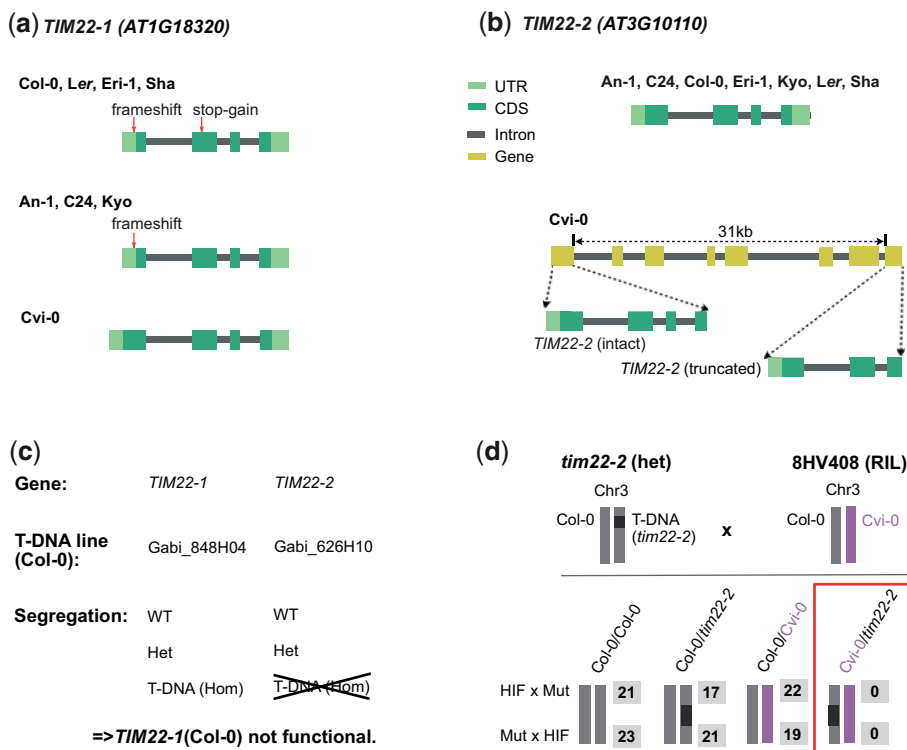 (a) TIM22-1 (AT1G18320)
Col-0, Ler, Eri-1, Sha
frameshift stop-gain
An-1, C24, Kyo
frameshift
Cvi-0
(b) TIM22-2 (AT3G10110)
UTR
CDS
Intron
Gene
An-1, C24, Col-0, Eri-1, Kyo, Ler, Sha
Cvi-0
31kb
TIM22-2 (intact)
TIM22-2 (truncated)
(c)
Gene: TIM22-1 TIM22-2
T-DNA line
(Col-0): Gabi_848H04 Gabi_626H10
Segregation: WT WT
Het Het
T-DNA (Hom) T-DNA (Hom)
=>TIM22-1(Col-0) not functional.
(d)
tim22-2 (het) 8HV408 (RIL)
Chr3 Chr3
Col-0 T-DNA
(tim22-2) x Col-0 Cvi-0
Col-0/Col-0 Col-0/tim22-2 Col-0/Cvi-0 Cvi-0/tim22-2
HIF x Mut 21 17 22 0
Mut x HIF 23 21 19 0